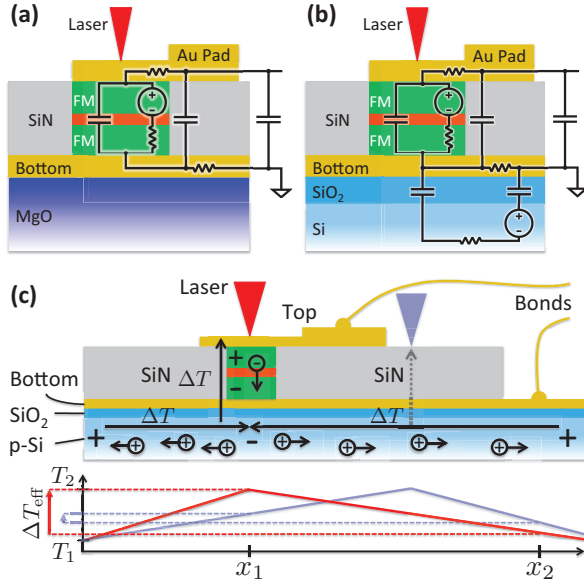 (a)
Laser
Au Pad
FM
SiN
FM
Bottom
MgO
+
-
(b)
Laser
Au Pad
FM
SiN
FM
Bottom
SiO₂
Si
+
-
+
-
(c)
Laser
Top
Bonds
SiN
ΔT
+
-
-
SiN
Bottom
SiO₂
p-Si
ΔT
ΔT
+
-
+
+ + + + + + +
T₂
ΔT_eff
T₁
x₁
x₂